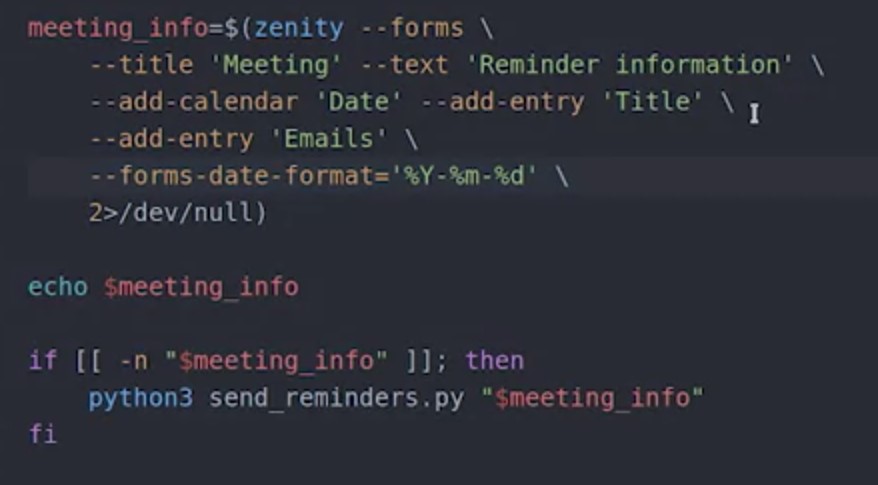 meeting_info=$(zenity --forms \
    --title 'Meeting' --text 'Reminder information' \
    --add-calendar 'Date' --add-entry 'Title' \
    --add-entry 'Emails' \
    --forms-date-format='%Y-%m-%d' \
    2>/dev/null)
echo $meeting_info
if [[ -n "$meeting_info" ]]; then
    python3 send_reminders.py "$meeting_info"
fi